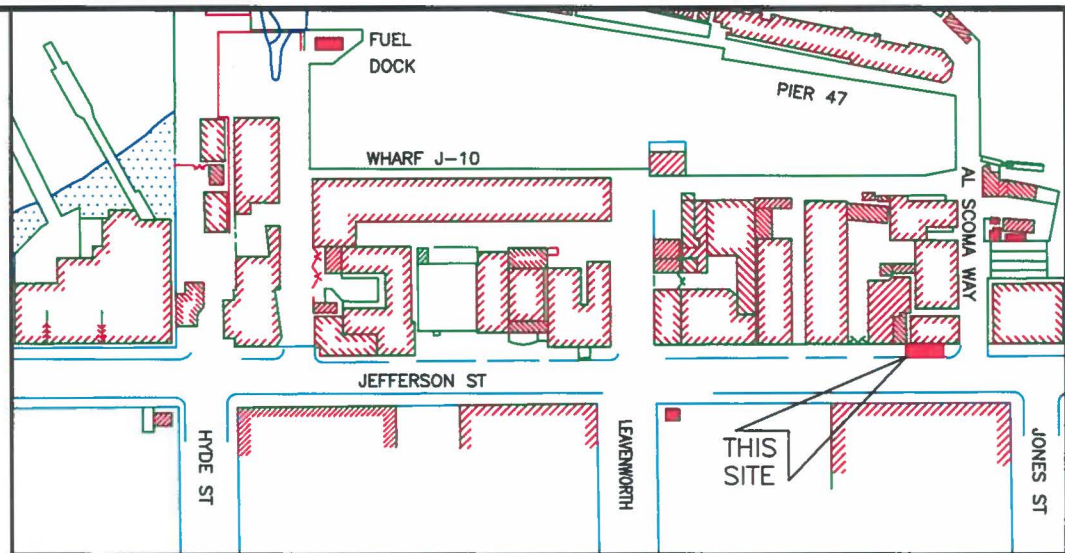 FUEL
DOCK
PIER 47
WHARF J-10
AL SCOMA WAY
JEFFERSON ST
HYDE ST
LEAVENWORTH
THIS
SITE
JONES ST